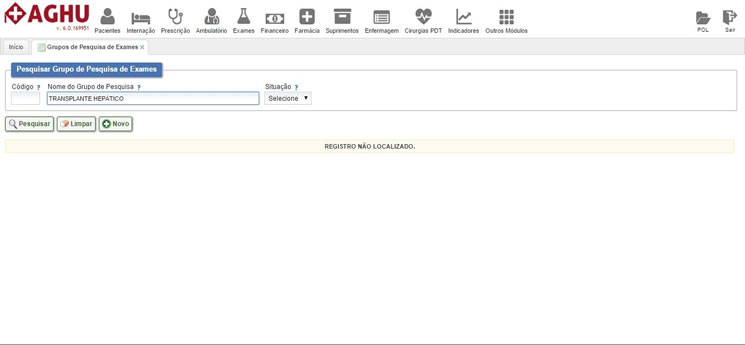 AGHU
v. 6.0.169951
Pacientes Internação Prescrição Ambulatório Exames Financeiro Farmácia Suprimentos Enfermagem Cirurgias PDT Indicadores Outros Módulos POL Sair
Início Grupos de Pesquisa de Exames
Pesquisar Grupo de Pesquisa de Exames
Código ? Nome do Grupo de Pesquisa ? Situação ?
TRANSPLANTE HEPÁTICO Selecione
Pesquisar Limpar Novo
REGISTRO NÃO LOCALIZADO.